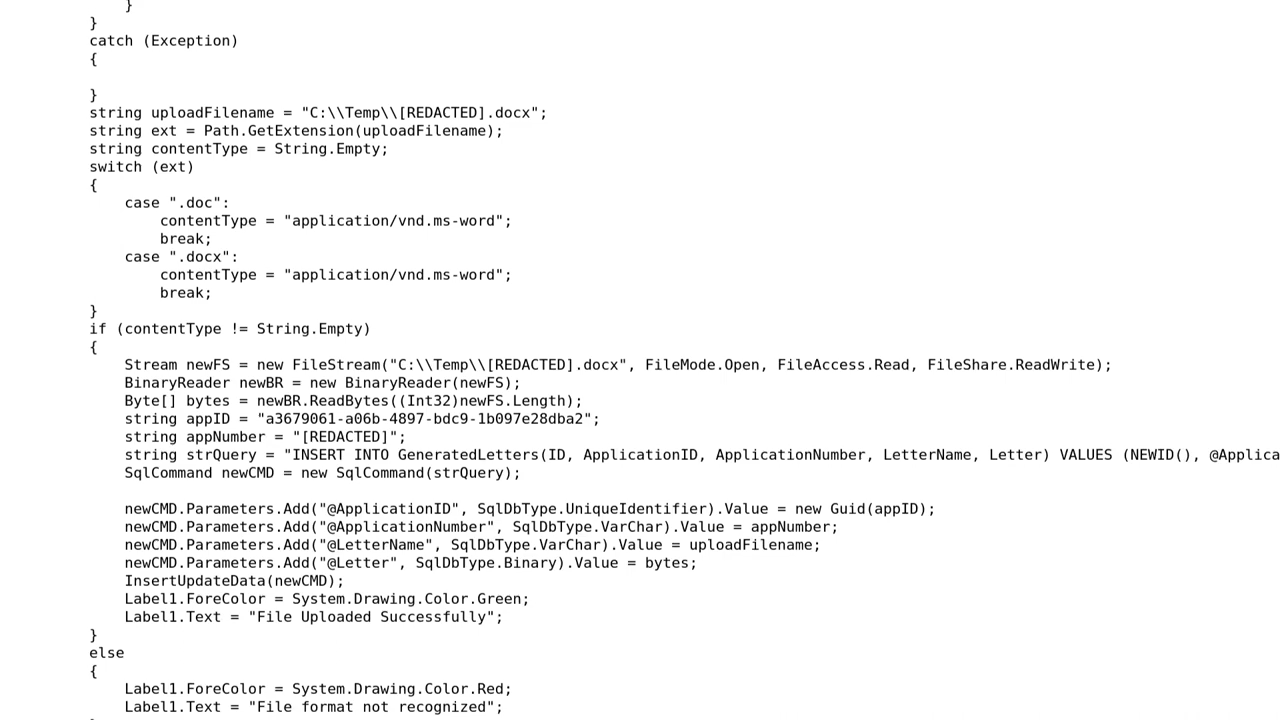 }
}
catch (Exception)
{
}
string uploadFilename = "C:\\Temp\\[REDACTED].docx";
string ext = Path.GetExtension(uploadFilename);
string contentType = String.Empty;
switch (ext)
{
case ".doc":
contentType = "application/vnd.ms-word";
break;
case ".docx":
contentType = "application/vnd.ms-word";
break;
}
if (contentType != String.Empty)
{
Stream newFS = new FileStream("C:\\Temp\\[REDACTED].docx", FileMode.Open, FileAccess.Read, FileShare.ReadWrite);
BinaryReader newBR = new BinaryReader(newFS);
Byte[] bytes = newBR.ReadBytes((Int32)newFS.Length);
string appID = "a3679061-a06b-4897-bdc9-1b097e28dba2";
string appNumber = "[REDACTED]";
string strQuery = "INSERT INTO GeneratedLetters(ID, ApplicationID, ApplicationNumber, LetterName, Letter) VALUES (NEWID(), @Applica
SqlCommand newCMD = new SqlCommand(strQuery);
newCMD.Parameters.Add("@ApplicationID", SqlDbType.UniqueIdentifier).Value = new Guid(appID);
newCMD.Parameters.Add("@ApplicationNumber", SqlDbType.VarChar).Value = appNumber;
newCMD.Parameters.Add("@LetterName", SqlDbType.VarChar).Value = uploadFilename;
newCMD.Parameters.Add("@Letter", SqlDbType.Binary).Value = bytes;
InsertUpdateData(newCMD);
Label1.ForeColor = System.Drawing.Color.Green;
Label1.Text = "File Uploaded Successfully";
}
else
{
Label1.ForeColor = System.Drawing.Color.Red;
Label1.Text = "File format not recognized";